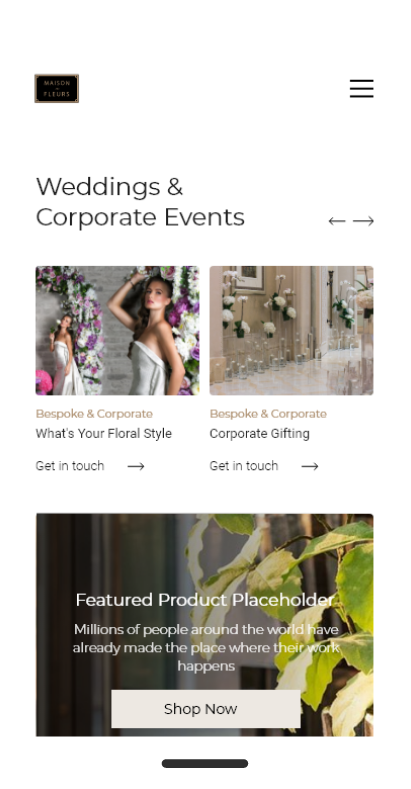 MAISON
FLEURS
Weddings &
Corporate Events
Bespoke & Corporate
What's Your Floral Style
Get in touch
Bespoke & Corporate
Corporate Gifting
Get in touch
Featured Product Placeholder
Millions of people around the world have
already made the place where their work
happens
Shop Now